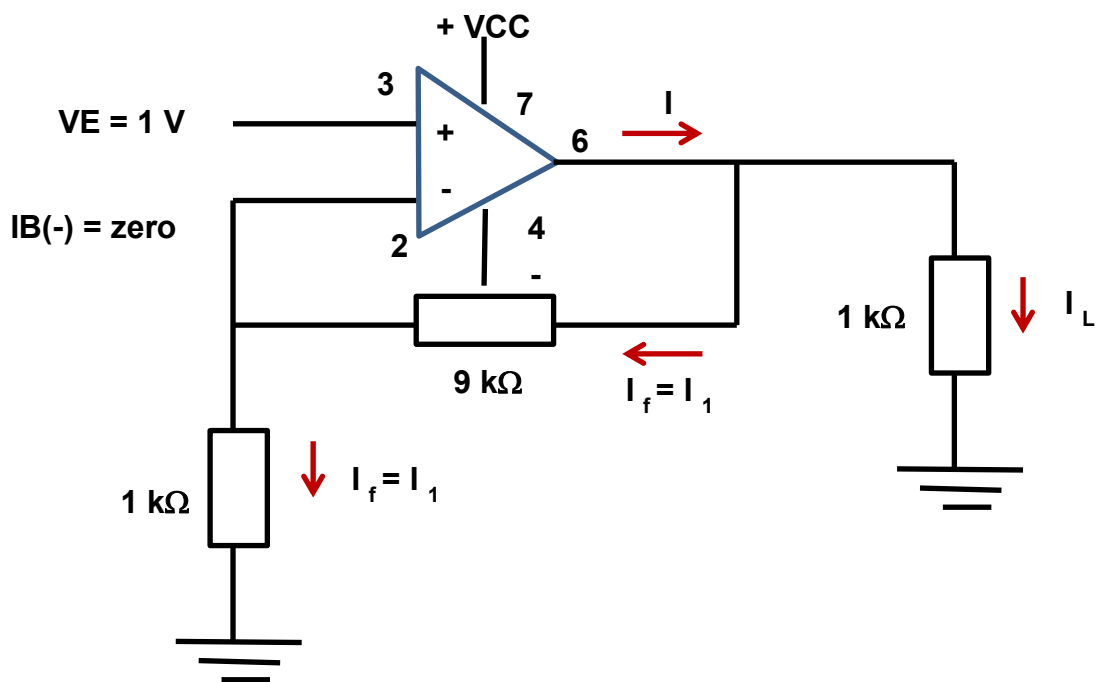 + VCC
3
7
I
VE = 1 V
+
6
-
IB(-) = zero
2
4
-
1 kΩ
I L
9 kΩ
I f = I 1
1 kΩ
I f = I 1